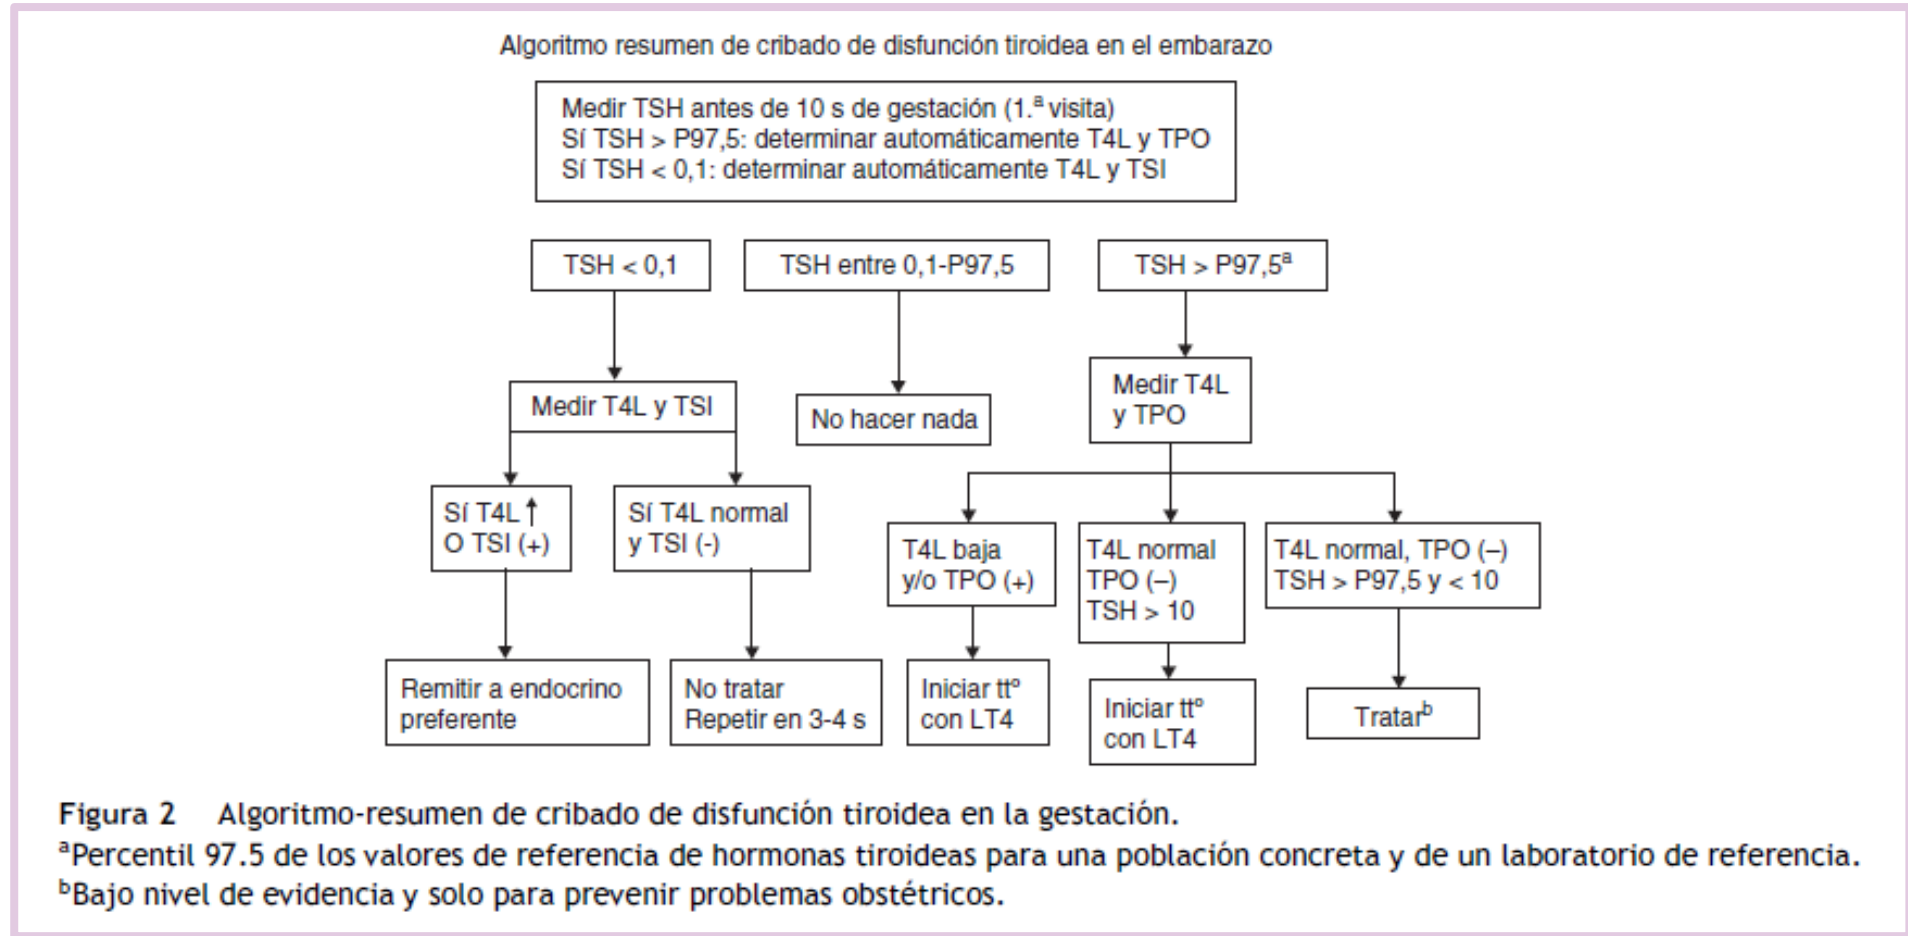 Algoritmo resumen de cribado de disfunción tiroidea en el embarazo
Medir TSH antes de 10 s de gestación (1.ª visita)
Sí TSH > P97,5: determinar automáticamente T4L y TPO
Sí TSH < 0,1: determinar automáticamente T4L y TSI
TSH < 0,1
TSH entre 0,1-P97,5
TSH > P97,5ª
Medir T4L y TSI
No hacer nada
Medir T4L
y TPO
Sí T4L ↑
O TSI (+)
Sí T4L normal
y TSI (-)
T4L baja
y/o TPO (+)
T4L normal
TPO (–)
TSH > 10
T4L normal, TPO (–)
TSH > P97,5 y < 10
Remitir a endocrino
preferente
No tratar
Repetir en 3-4 s
Iniciar ttº
con LT4
Iniciar ttº
con LT4
Tratarᵇ
Figura 2 Algoritmo-resumen de cribado de disfunción tiroidea en la gestación.
ªPercentil 97.5 de los valores de referencia de hormonas tiroideas para una población concreta y de un laboratorio de referencia.
ᵇBajo nivel de evidencia y solo para prevenir problemas obstétricos.